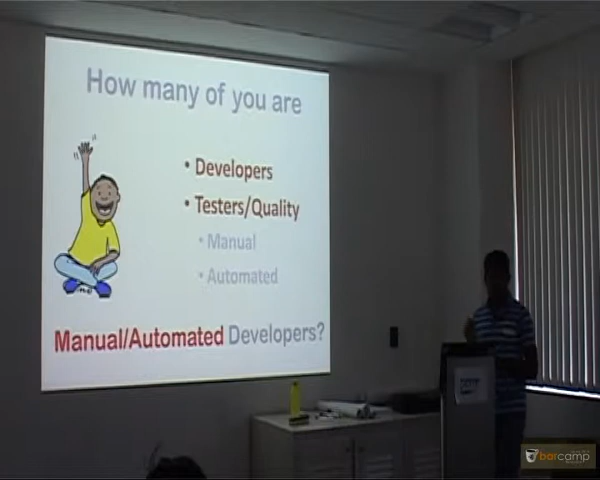 How many of you are
• Developers
• Testers/Quality
• Manual
• Automated
Manual/Automated Developers?
barcamp